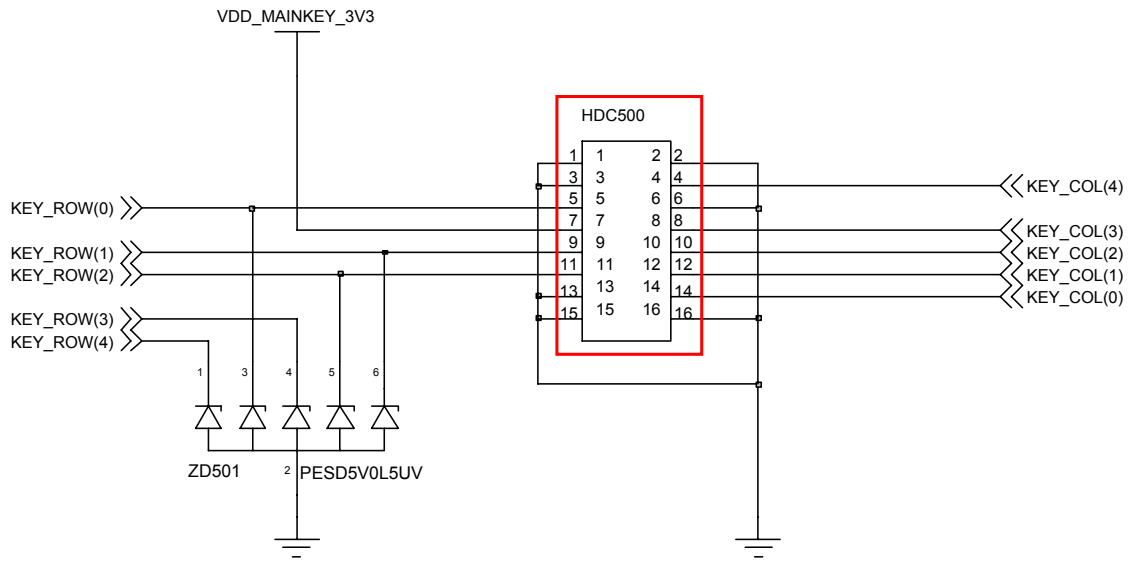 VDD_MAINKEY_3V3
HDC500
1 1 2 2
3 3 4 4
KEY_COL(4)
5 5 6 6
KEY_ROW(0)
7 7 8 8
KEY_COL(3)
KEY_ROW(1)
9 9 10 10
KEY_COL(2)
KEY_ROW(2)
11 11 12 12
KEY_COL(1)
13 13 14 14
KEY_COL(0)
KEY_ROW(3)
15 15 16 16
KEY_ROW(4)
1 3 4 5 6
ZD501
2 PESD5V0L5UV